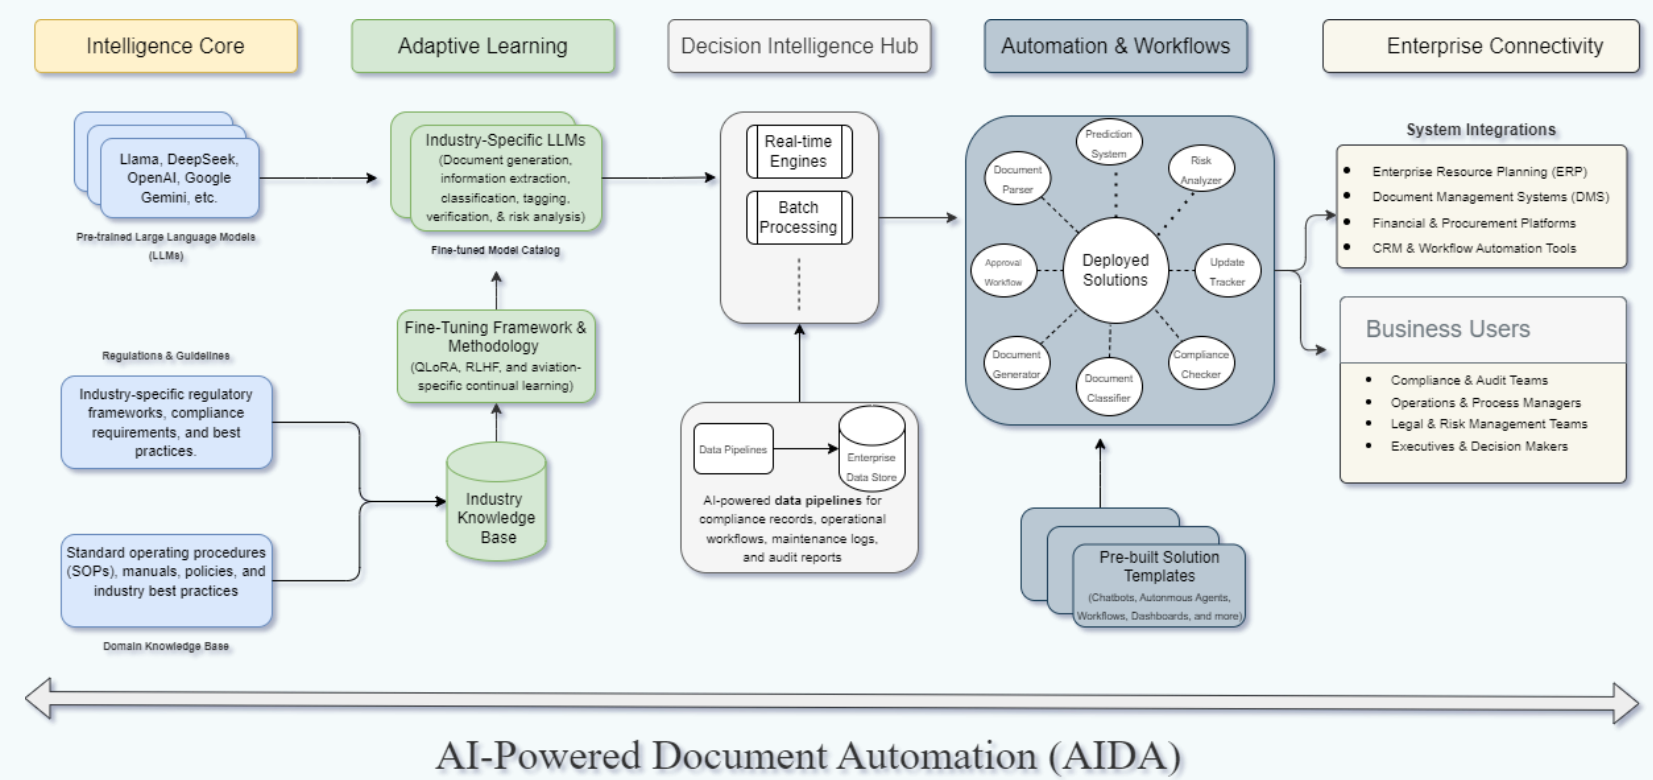 Intelligence Core
Adaptive Learning
Decision Intelligence Hub
Automation & Workflows
Enterprise Connectivity
Llama, DeepSeek,
OpenAI, Google
Gemini, etc.
Pre-trained Large Language Models
(LLMs)
Regulations & Guidelines
Industry-specific regulatory
frameworks, compliance
requirements, and best
practices.
Standard operating procedures
(SOPs), manuals, policies, and
industry best practices
Domain Knowledge Base
Industry-Specific LLMs
(Document generation,
information extraction,
classification, tagging,
verification, & risk analysis)
Fine-tuned Model Catalog
Fine-Tuning Framework &
Methodology
(QLoRA, RLHF, and aviation-
specific continual learning)
Industry
Knowledge
Base
Real-time
Engines
Batch
Processing
Data Pipelines
Enterprise
Data Store
AI-powered data pipelines for
compliance records, operational
workflows, maintenance logs,
and audit reports
Prediction
System
Document
Parser
Risk
Analyzer
Approval
Workflow
Deployed
Solutions
Update
Tracker
Document
Generator
Document
Classifier
Compliance
Checker
Pre-built Solution
Templates
(Chatbots, Autonmous Agents,
Workflows, Dashboards, and more)
System Integrations
• Enterprise Resource Planning (ERP)
• Document Management Systems (DMS)
• Financial & Procurement Platforms
• CRM & Workflow Automation Tools
Business Users
• Compliance & Audit Teams
• Operations & Process Managers
• Legal & Risk Management Teams
• Executives & Decision Makers
AI-Powered Document Automation (AIDA)